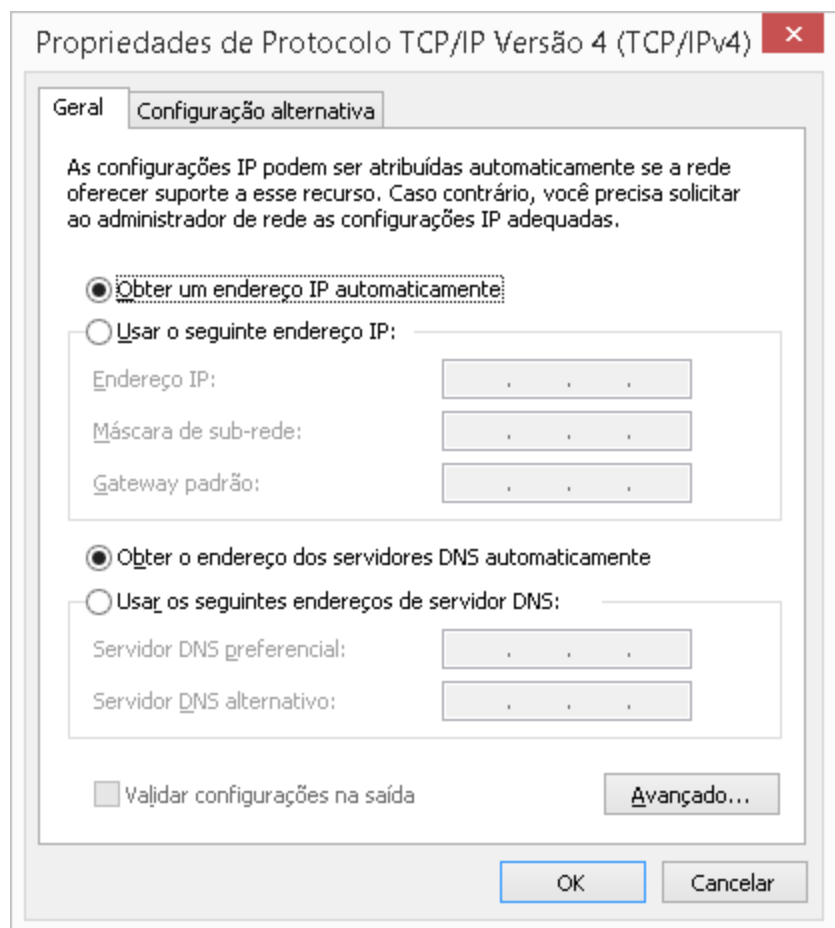 Propriedades de Protocolo TCP/IP Versão 4 (TCP/IPv4)
Geral
Configuração alternativa
As configurações IP podem ser atribuídas automaticamente se a rede
oferecer suporte a esse recurso. Caso contrário, você precisa solicitar
ao administrador de rede as configurações IP adequadas.
Obter um endereço IP automaticamente
Usar o seguinte endereço IP:
Endereço IP:
Máscara de sub-rede:
Gateway padrão:
Obter o endereço dos servidores DNS automaticamente
Usar os seguintes endereços de servidor DNS:
Servidor DNS preferencial:
Servidor DNS alternativo:
Validar configurações na saída
Avançado...
OK
Cancelar